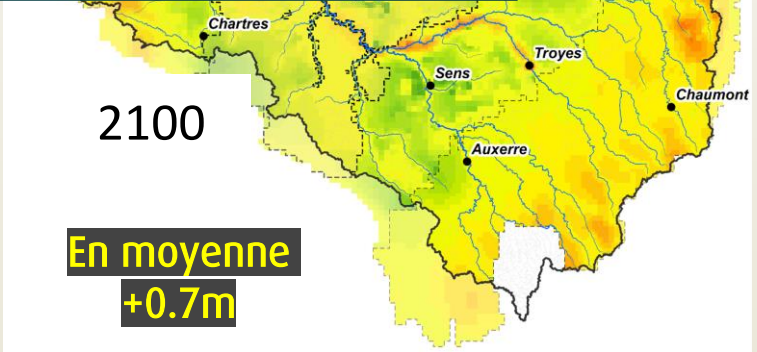 Chartres
Troyes
Sens
Chaumont
2100
Auxerre
En moyenne
+0.7m